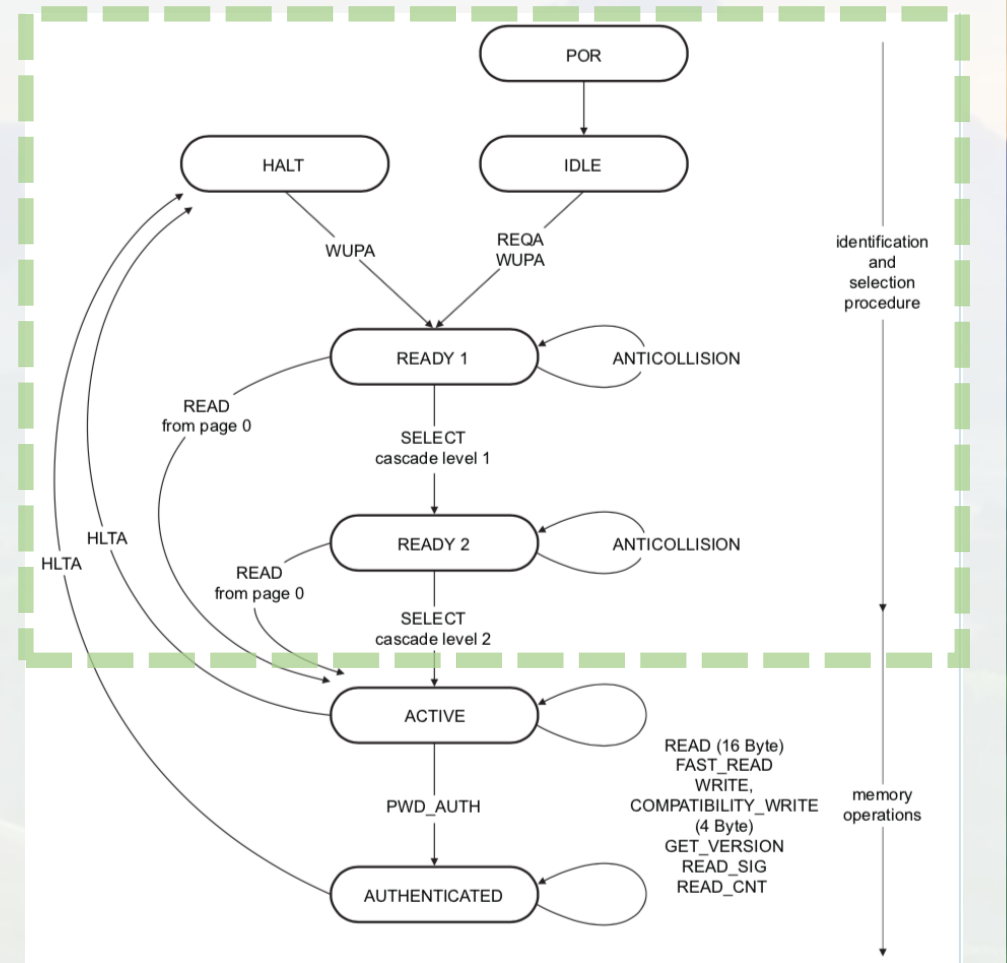 POR
HALT
IDLE
WUPA
REQA
WUPA
identification
and
selection
procedure
READY 1
ANTICOLLISION
READ
from page 0
SELECT
cascade level 1
HLTA
HLTA
READY 2
ANTICOLLISION
READ
from page 0
SELECT
cascade level 2
ACTIVE
READ (16 Byte)
FAST_READ
WRITE,
COMPATIBILITY_WRITE
(4 Byte)
GET_VERSION
READ_SIG
READ_CNT
memory
operations
PWD_AUTH
AUTHENTICATED